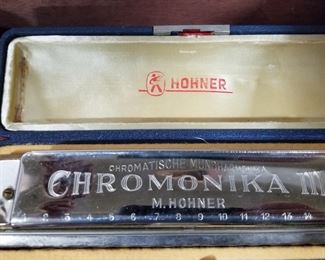 HOHNER
CHROMATISCHE MUNDHARMONIKA
CHROMONIKA III
M. HOHNER
2 3 4 5 6 7 8 9 10 11 12 13 14